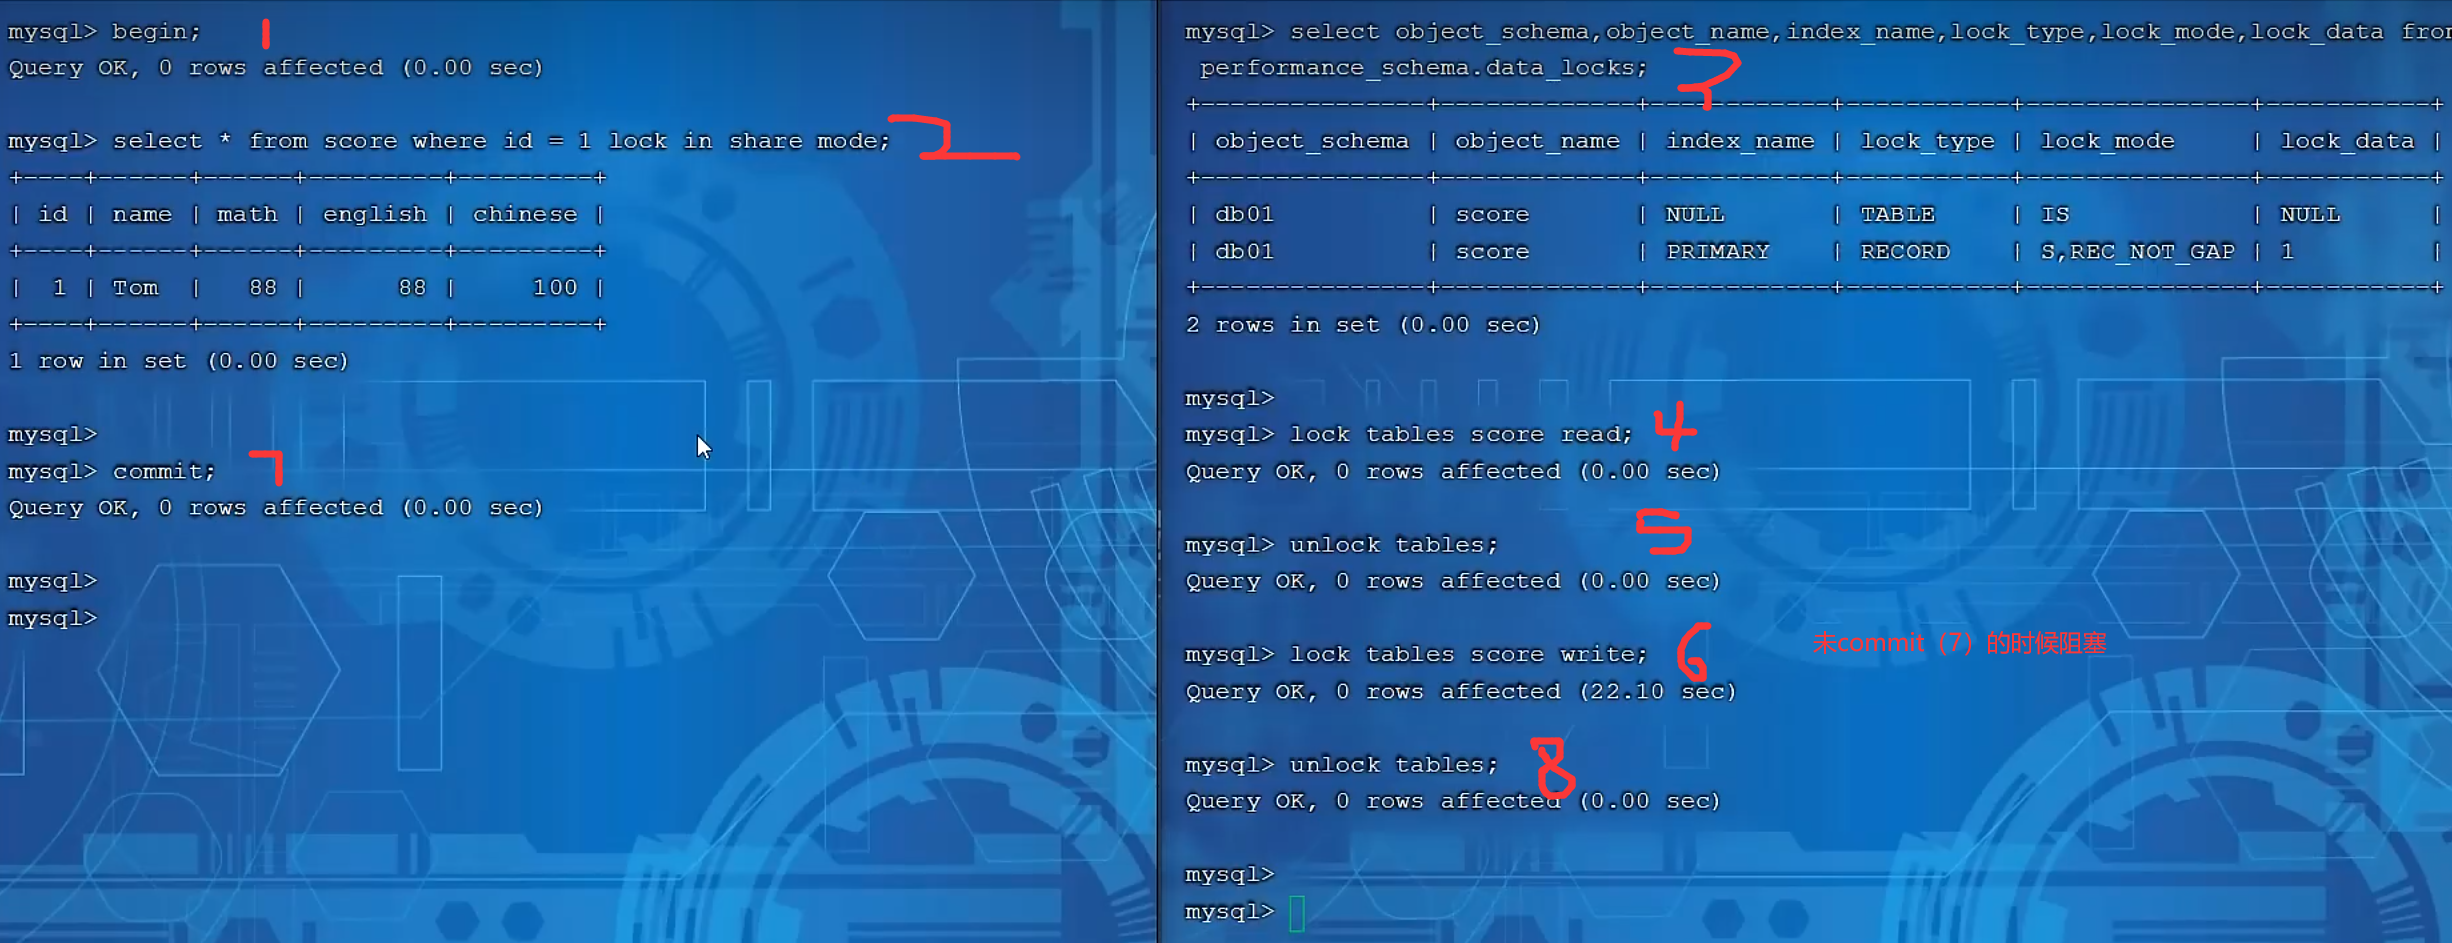 mysql> begin; 1
Query OK, 0 rows affected (0.00 sec)
mysql> select * from score where id = 1 lock in share mode; 2
+----+------+------+---------+---------+
| id | name | math | english | chinese |
+----+------+------+---------+---------+
|  1 | Tom  |   88 |      88 |     100 |
+----+------+------+---------+---------+
1 row in set (0.00 sec)
mysql>
mysql> commit; 7
Query OK, 0 rows affected (0.00 sec)
mysql>
mysql>
mysql> select object_schema,object_name,index_name,lock_type,lock_mode,lock_data from
performance_schema.data_locks; 3
+---------------+-------------+------------+-----------+---------------+-----------+
| object_schema | object_name | index_name | lock_type | lock_mode     | lock_data |
+---------------+-------------+------------+-----------+---------------+-----------+
| db01          | score       | NULL       | TABLE     | IS            | NULL      |
| db01          | score       | PRIMARY    | RECORD    | S,REC_NOT_GAP | 1         |
+---------------+-------------+------------+-----------+---------------+-----------+
2 rows in set (0.00 sec)
mysql>
mysql> lock tables score read; 4
Query OK, 0 rows affected (0.00 sec)
mysql> unlock tables; 5
Query OK, 0 rows affected (0.00 sec)
mysql> lock tables score write; 6 未commit（7）的时候阻塞
Query OK, 0 rows affected (22.10 sec)
mysql> unlock tables; 8
Query OK, 0 rows affected (0.00 sec)
mysql>
mysql>